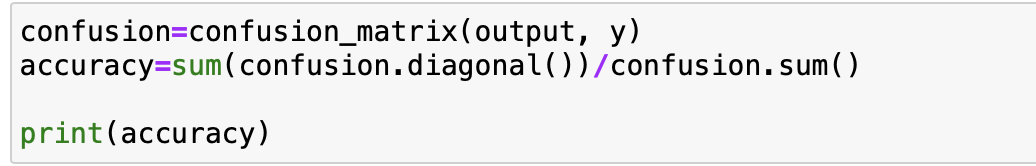 confusion=confusion_matrix(output, y)
accuracy=sum(confusion.diagonal())/confusion.sum()
print(accuracy)